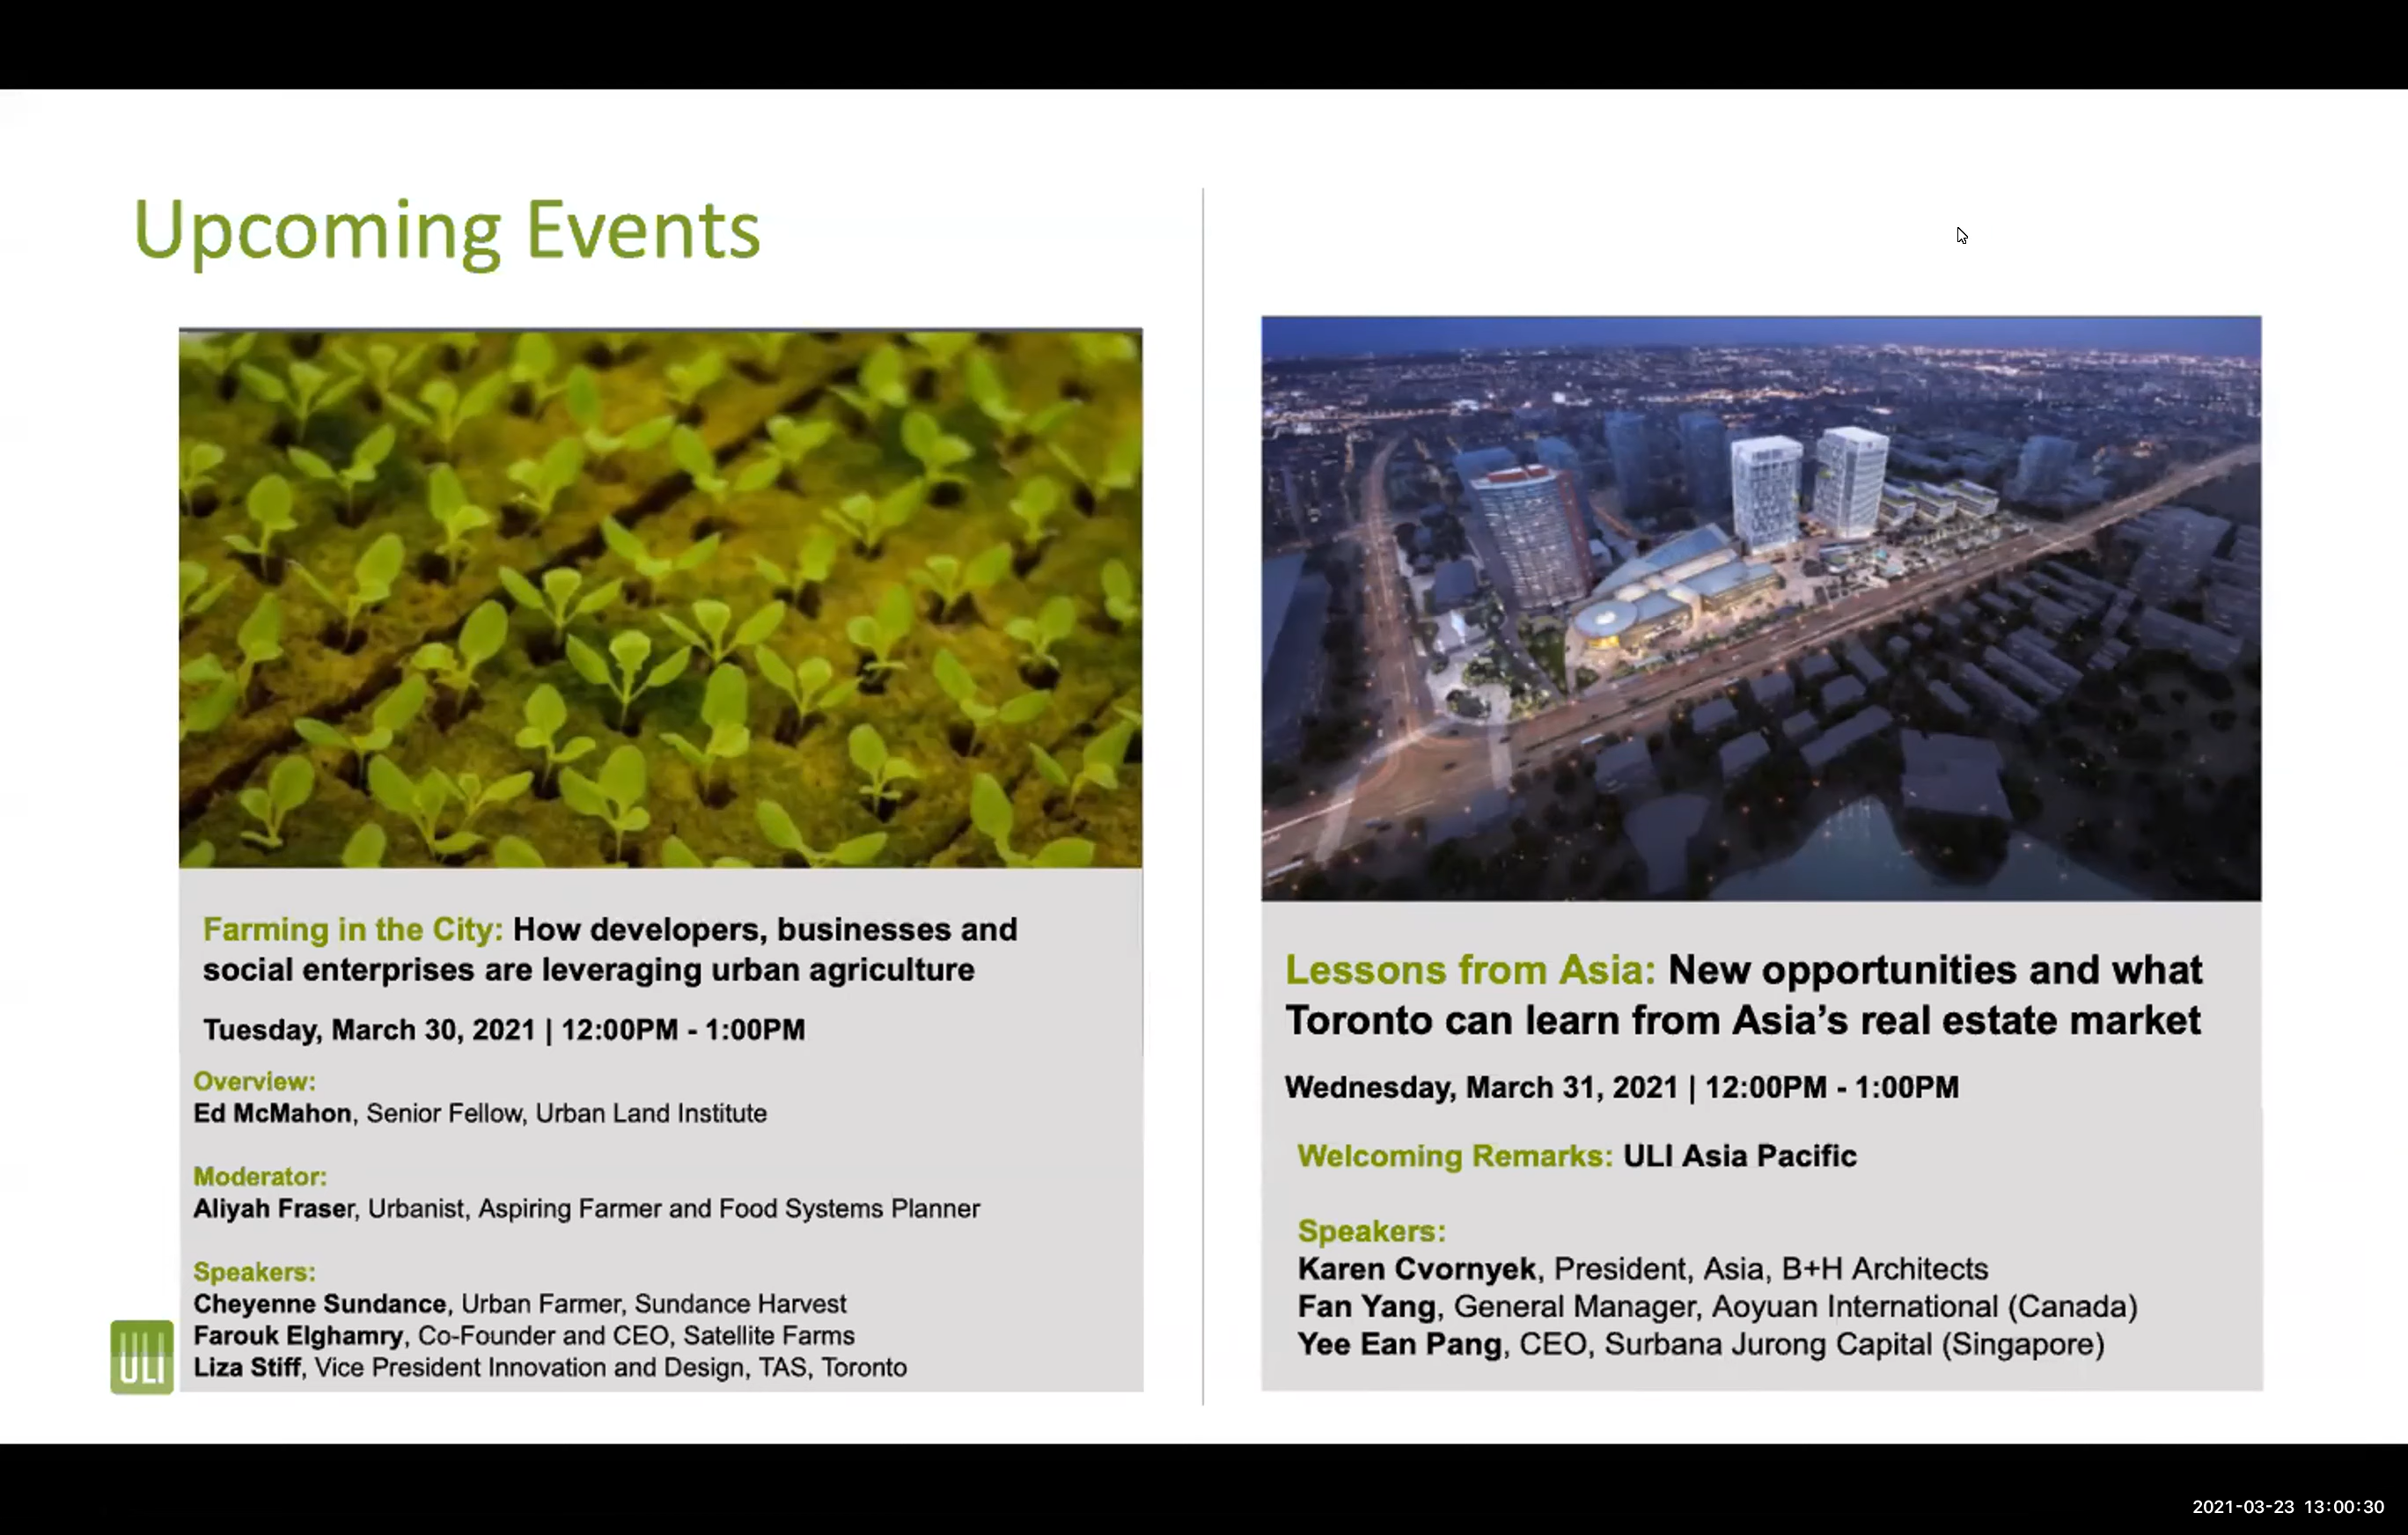 Upcoming Events
Farming in the City: How developers, businesses and
social enterprises are leveraging urban agriculture
Tuesday, March 30, 2021 | 12:00PM - 1:00PM
Overview:
Ed McMahon, Senior Fellow, Urban Land Institute
Moderator:
Aliyah Fraser, Urbanist, Aspiring Farmer and Food Systems Planner
Speakers:
Cheyenne Sundance, Urban Farmer, Sundance Harvest
Farouk Elghamry, Co-Founder and CEO, Satellite Farms
Liza Stiff, Vice President Innovation and Design, TAS, Toronto
ULI
Lessons from Asia: New opportunities and what
Toronto can learn from Asia’s real estate market
Wednesday, March 31, 2021 | 12:00PM - 1:00PM
Welcoming Remarks: ULI Asia Pacific
Speakers:
Karen Cvornyek, President, Asia, B+H Architects
Fan Yang, General Manager, Aoyuan International (Canada)
Yee Ean Pang, CEO, Surbana Jurong Capital (Singapore)
2021-03-23 13:00:30